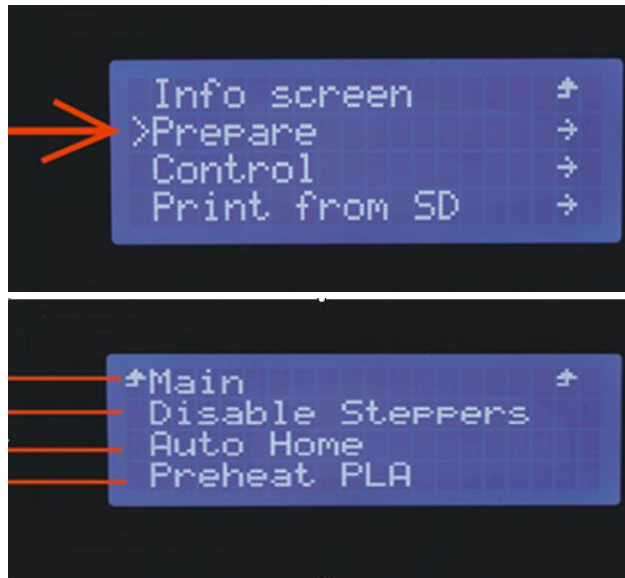 Info screen
>Prepare
Control
Print from SD
Main
Disable Steppers
Auto Home
Preheat PLA